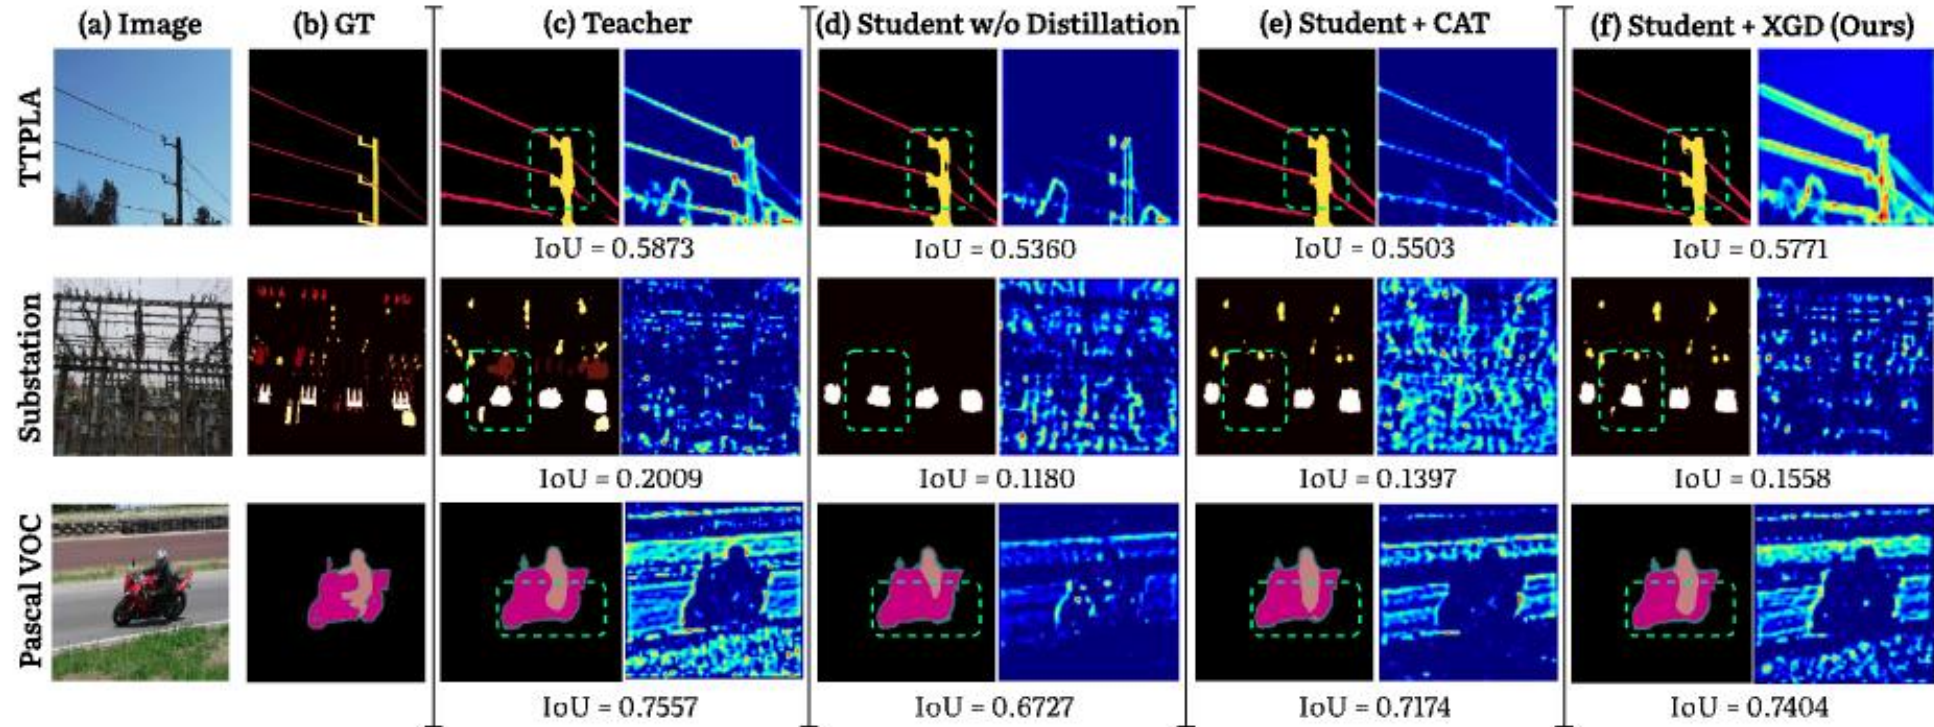 (a) Image (b) GT (c) Teacher (d) Student w/o Distillation (e) Student + CAT (f) Student + XGD (Ours)
TTPLA
IoU = 0.5873 IoU = 0.5360 IoU = 0.5503 IoU = 0.5771
Substation
IoU = 0.2009 IoU = 0.1180 IoU = 0.1397 IoU = 0.1558
Pascal VOC
IoU = 0.7557 IoU = 0.6727 IoU = 0.7174 IoU = 0.7404